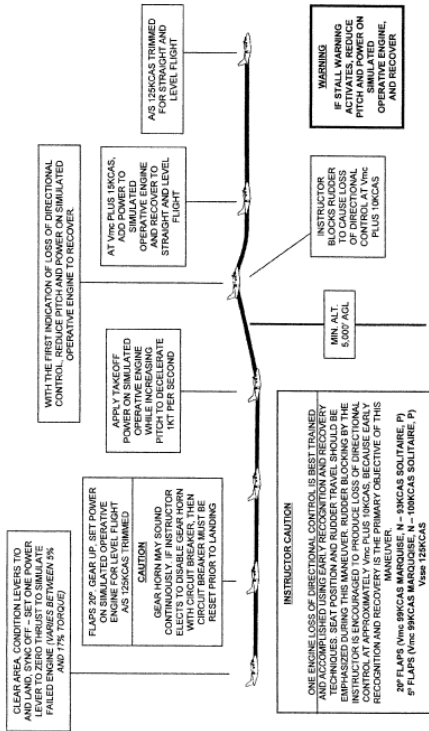 CLEAR AREA, CONDITION LEVERS TO
AND LAND, SYNC OFF – SET ONE POWER
LEVER TO ZERO THRUST TO SIMULATE
FAILED ENGINE (VARIES BETWEEN 5%
AND 17% TORQUE)
FLAPS 20°, GEAR UP, SET POWER
ON SIMULATED OPERATIVE
ENGINE FOR LEVEL FLIGHT
A/S 125KCAS TRIMMED
CAUTION
GEAR HORN MAY SOUND
CONTINUOUSLY. IF INSTRUCTOR
ELECTS TO DISABLE GEAR HORN
WITH CIRCUIT BREAKER, THEN
CIRCUIT BREAKER MUST BE
RESET PRIOR TO LANDING
APPLY TAKEOFF
POWER ON SIMULATED
OPERATIVE ENGINE
WHILE INCREASING
PITCH TO DECELERATE
1KT PER SECOND
WITH THE FIRST INDICATION OF LOSS OF DIRECTIONAL
CONTROL, REDUCE PITCH AND POWER ON SIMULATED
OPERATIVE ENGINE TO RECOVER.
AT Vmc PLUS 15KCAS,
ADD POWER TO
SIMULATED
OPERATIVE ENGINE
AND RECOVER TO
STRAIGHT AND LEVEL
FLIGHT
A/S 125KCAS TRIMMED
FOR STRAIGHT AND
LEVEL FLIGHT
MIN. ALT.
5,000' AGL
INSTRUCTOR
BLOCKS RUDDER
TO CAUSE LOSS
OF DIRECTIONAL
CONTROL AT Vmc
PLUS 10KCAS
WARNING
IF STALL WARNING
ACTIVATES, REDUCE
PITCH AND POWER ON
SIMULATED
OPERATIVE ENGINE,
AND RECOVER
INSTRUCTOR CAUTION
ONE ENGINE LOSS OF DIRECTIONAL CONTROL IS BEST TRAINED
AND ACCOMPLISHED USING EARLY RECOGNITION AND RECOVERY
TECHNIQUES. SEAT POSITION AND RUDDER TRAVEL SHOULD BE
EMPHASIZED DURING THIS MANEUVER. RUDDER BLOCKING BY THE
INSTRUCTOR IS ENCOURAGED TO PRODUCE LOSS OF DIRECTIONAL
CONTROL AT APPROXIMATELY Vmc PLUS 10KCAS, BECAUSE EARLY
RECOGNITION AND RECOVERY IS THE PRIMARY OBJECTIVE OF THIS
MANEUVER.
20° FLAPS (Vmc 99KCAS MARQUISE, N – 93KCAS SOLITAIRE, P)
5° FLAPS (Vmc 99KCAS MARQUISE, N – 100KCAS SOLITAIRE, P)
Vsse 125KCAS